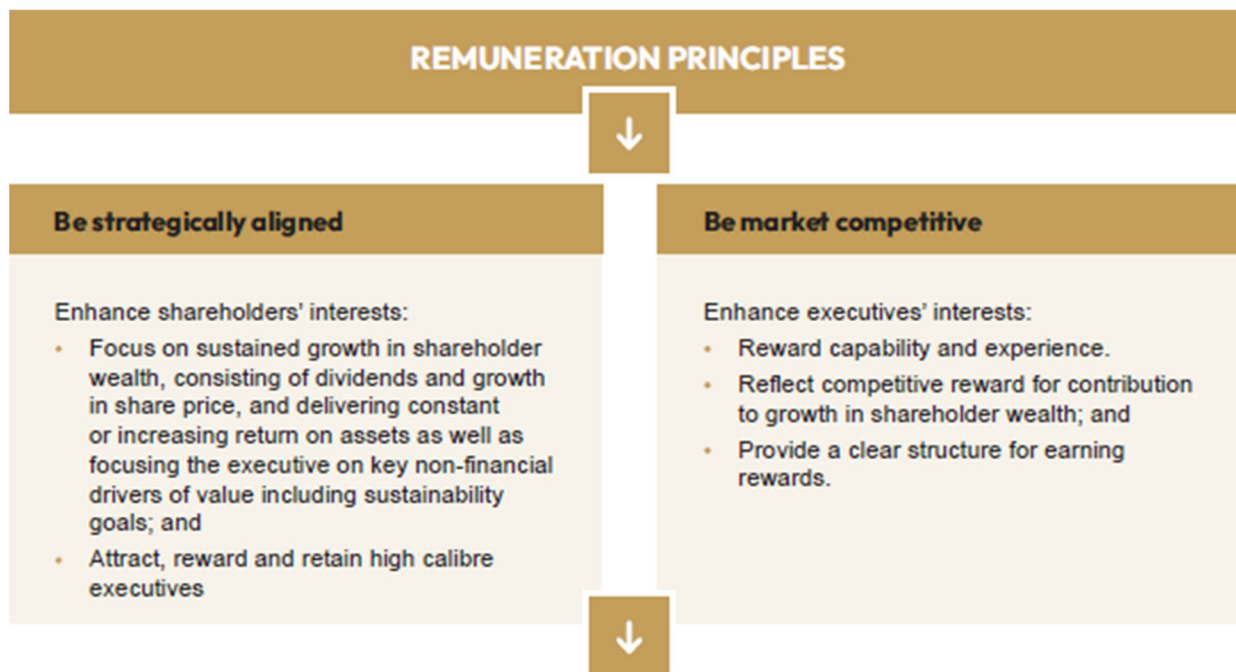 REMUNERATION PRINCIPLES
Be strategically aligned
Enhance shareholders’ interests:
• Focus on sustained growth in shareholder
wealth, consisting of dividends and growth
in share price, and delivering constant
or increasing return on assets as well as
focusing the executive on key non-financial
drivers of value including sustainability
goals; and
• Attract, reward and retain high calibre
executives
Be market competitive
Enhance executives’ interests:
• Reward capability and experience.
• Reflect competitive reward for contribution
to growth in shareholder wealth; and
• Provide a clear structure for earning
rewards.